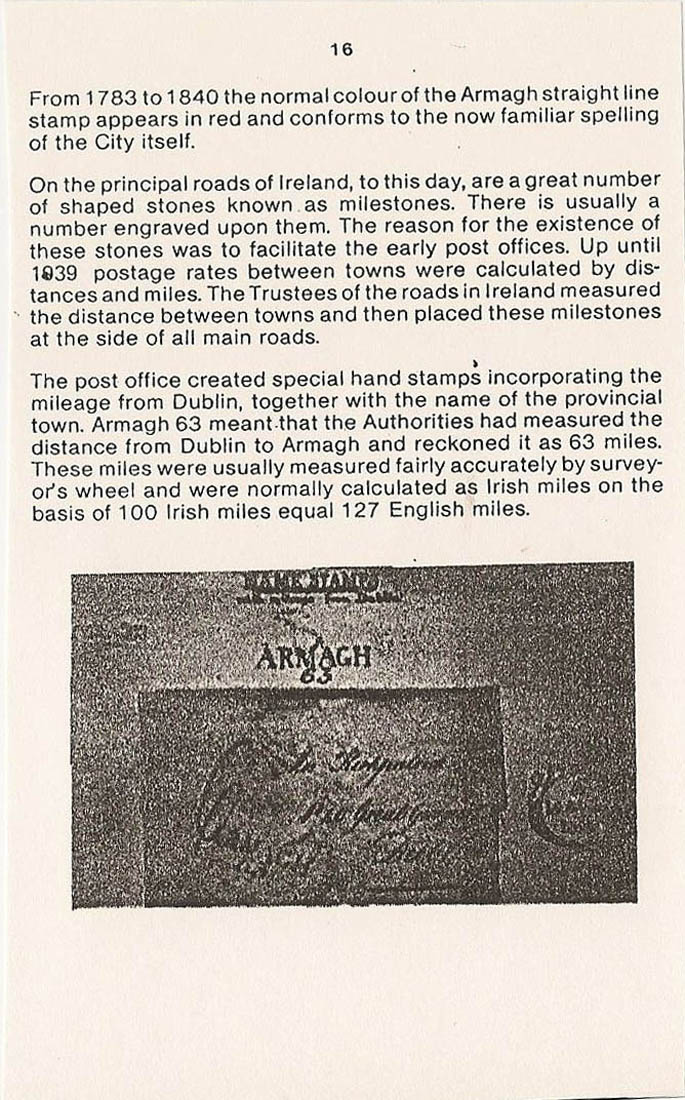 16
From 1783 to 1840 the normal colour of the Armagh straight line
stamp appears in red and conforms to the now familiar spelling
of the City itself.
On the principal roads of Ireland, to this day, are a great number
of shaped stones known as milestones. There is usually a
number engraved upon them. The reason for the existence of
these stones was to facilitate the early post offices. Up until
1839 postage rates between towns were calculated by dis-
tances and miles. The Trustees of the roads in Ireland measured
the distance between towns and then placed these milestones
at the side of all main roads.
The post office created special hand stamps incorporating the
mileage from Dublin, together with the name of the provincial
town. Armagh 63 meant that the Authorities had measured the
distance from Dublin to Armagh and reckoned it as 63 miles.
These miles were usually measured fairly accurately by survey-
or's wheel and were normally calculated as Irish miles on the
basis of 100 Irish miles equal 127 English miles.
NAME STAMPS
ARMAGH
63